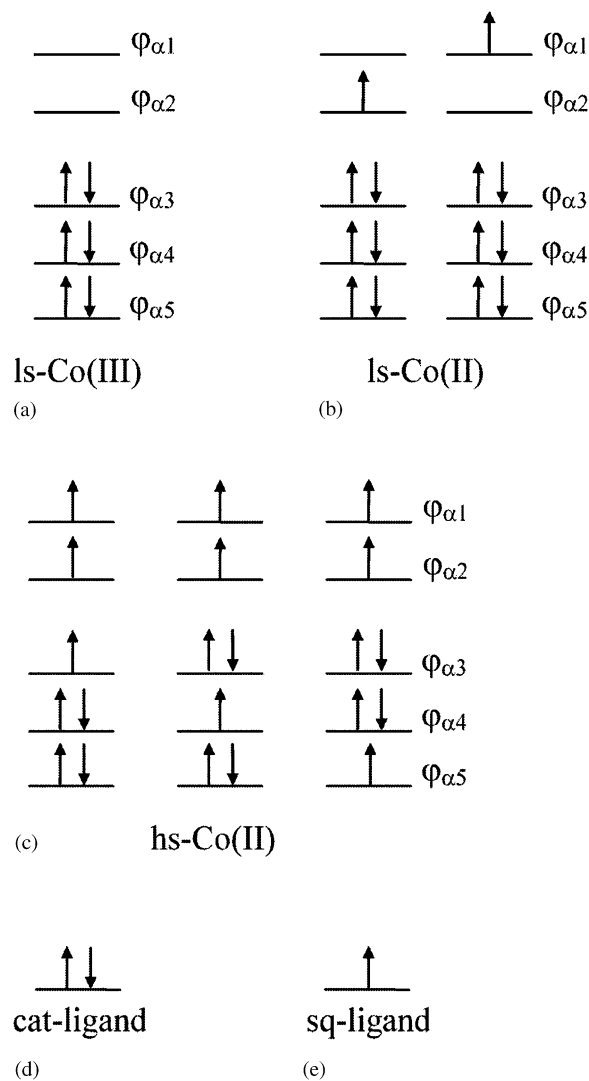 φα1 φα1
φα2 φα2
φα3 φα3
φα4 φα4
φα5 φα5
ls-Co(III) ls-Co(II)
(a) (b)
φα1
φα2
φα3
φα4
φα5
(c) hs-Co(II)
cat-ligand sq-ligand
(d) (e)